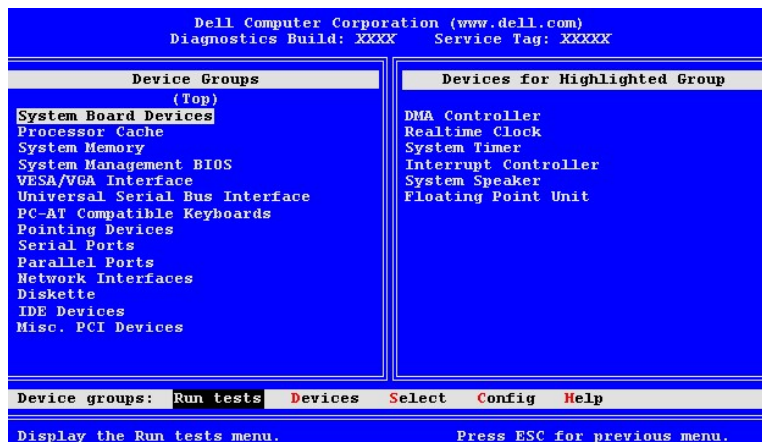 Dell Computer Corporation (www.dell.com)
Diagnostics Build: XXXX Service Tag: XXXXX
Device Groups
(Top)
System Board Devices
Processor Cache
System Memory
System Management BIOS
VESA/VGA Interface
Universal Serial Bus Interface
PC-AT Compatible Keyboards
Pointing Devices
Serial Ports
Parallel Ports
Network Interfaces
Diskette
IDE Devices
Misc. PCI Devices
Devices for Highlighted Group
DMA Controller
Realtime Clock
System Timer
Interrupt Controller
System Speaker
Floating Point Unit
Device groups: Run tests Devices Select Config Help
Display the Run tests menu. Press ESC for previous menu.